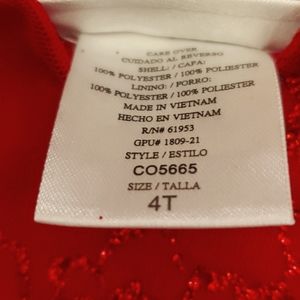 CARE OVER
CUIDADO AL REVERSO
SHELL: / CAPA:
100% POLYESTER / 100% POLIESTER
LINING: / FORRO:
100% POLYESTER / 100% POLIESTER
MADE IN VIETNAM
HECHO EN VIETNAM
R/N# 61953
GPU# 1809-21
STYLE / ESTILO
CO5665
SIZE / TALLA
4T